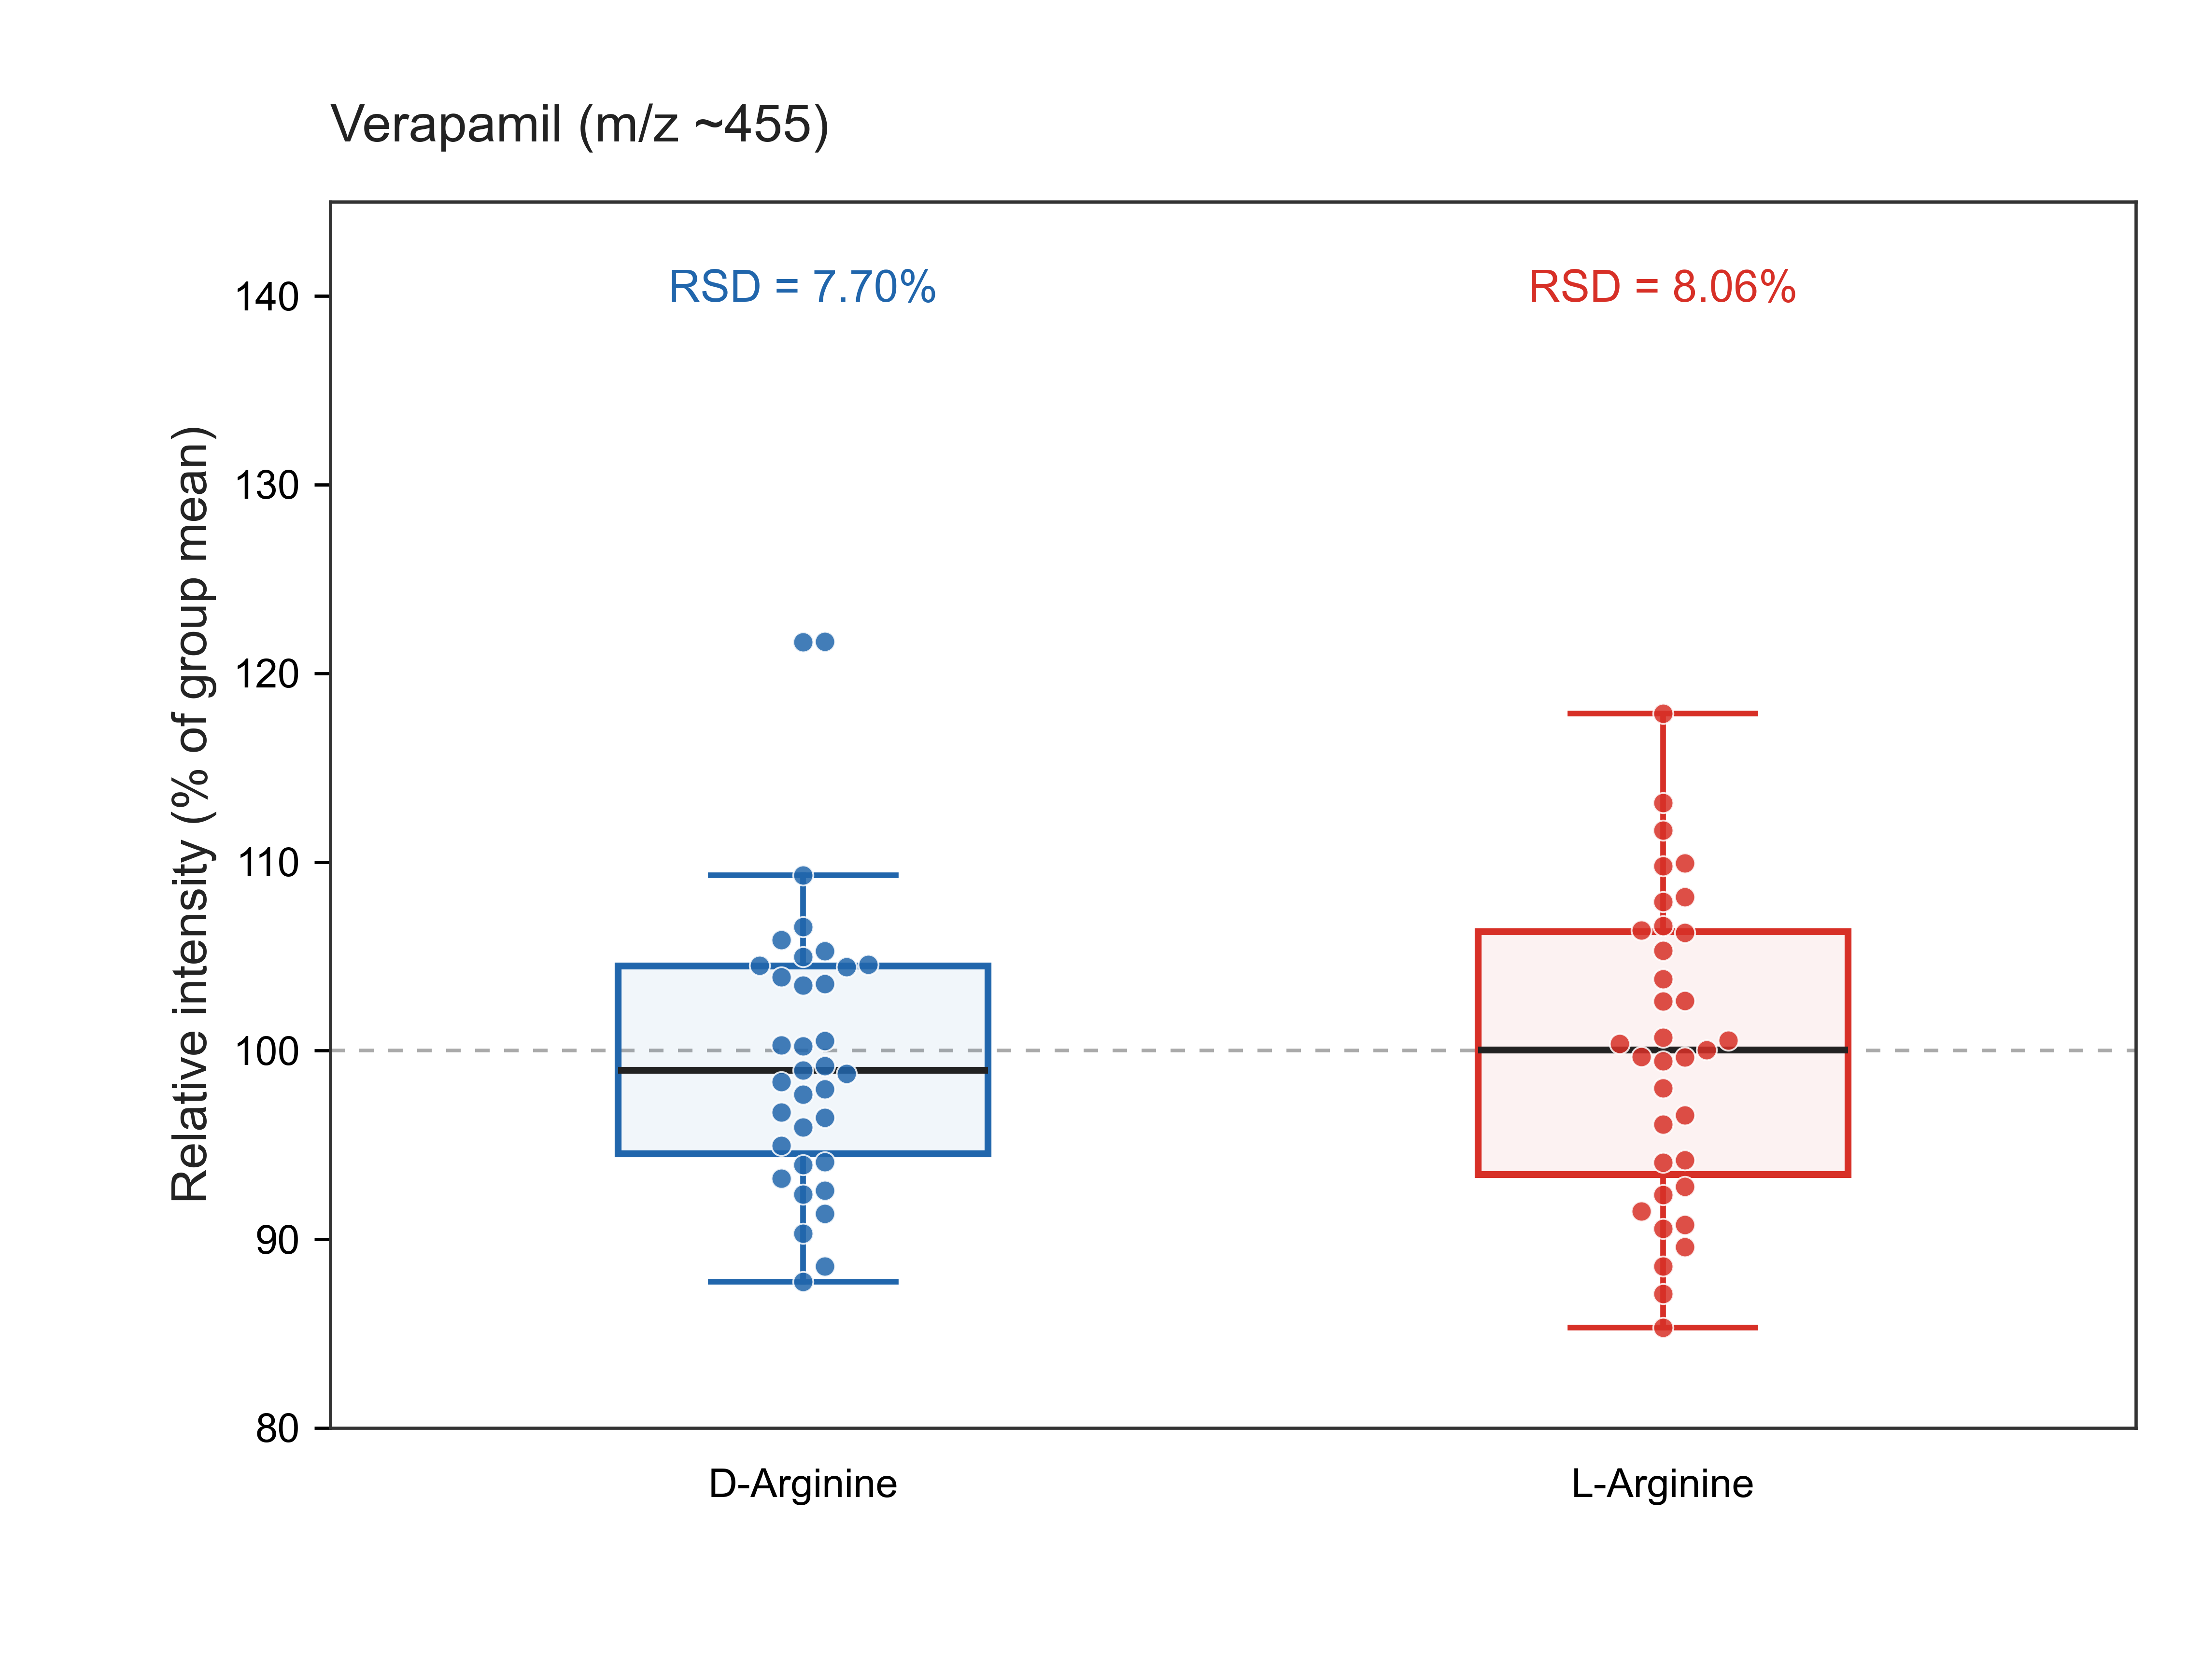 Verapamil (m/z ~455)
RSD = 7.70%
RSD = 8.06%
Relative intensity (% of group mean)
140
130
120
110
100
90
80
D-Arginine
L-Arginine